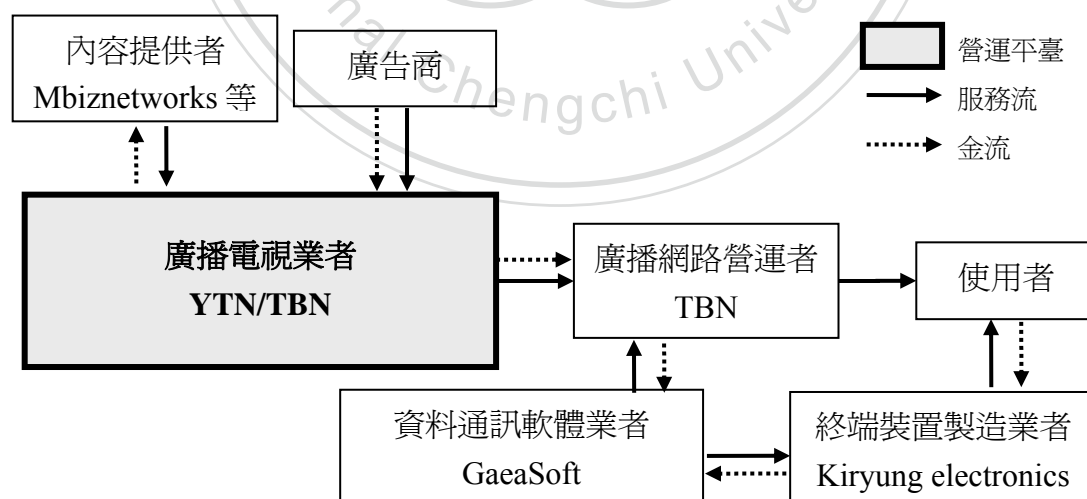 nal Chengchi Unive
內容提供者
Mbiznetworks 等
廣告商
營運平臺
服務流
金流
廣播電視業者
YTN/TBN
廣播網路營運者
TBN
使用者
資料通訊軟體業者
GaeaSoft
終端裝置製造業者
Kiryung electronics